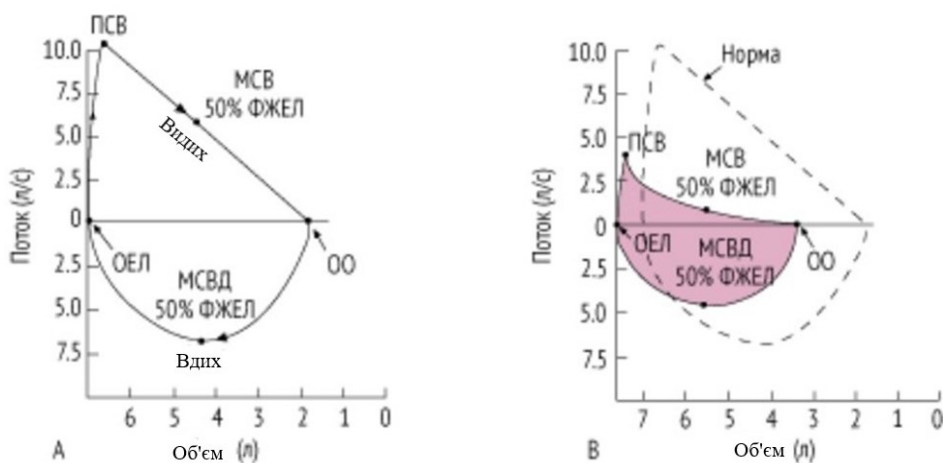 ПСВ
10.0
7.5
5.0
2.5
0
2.5
5.0
7.5
Поток (л/с)
МСВ
50% ФЖЕЛ
Видих
ОЕЛ
ОО
МСВД
50% ФЖЕЛ
Вдих
6 5 4 3 2 1 0
A Об'єм (л)
10.0
7.5
5.0
2.5
0
2.5
5.0
7.5
Поток (л/с)
Норма
ПСВ
МСВ
50% ФЖЕЛ
ОЕЛ
ОО
МСВД
50% ФЖЕЛ
7 6 5 4 3 2 1 0
B Об'єм (л)